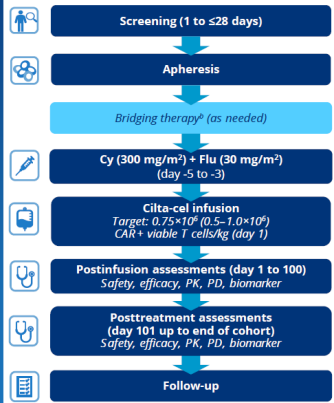 Screening (1 to ≤28 days)
Apheresis
Bridging therapyᵇ (as needed)
Cy (300 mg/m²) + Flu (30 mg/m²)
(day -5 to -3)
Cilta-cel infusion
Target: 0.75×10⁶ (0.5–1.0×10⁶)
CAR+ viable T cells/kg (day 1)
Postinfusion assessments (day 1 to 100)
Safety, efficacy, PK, PD, biomarker
Posttreatment assessments
(day 101 up to end of cohort)
Safety, efficacy, PK, PD, biomarker
Follow-up